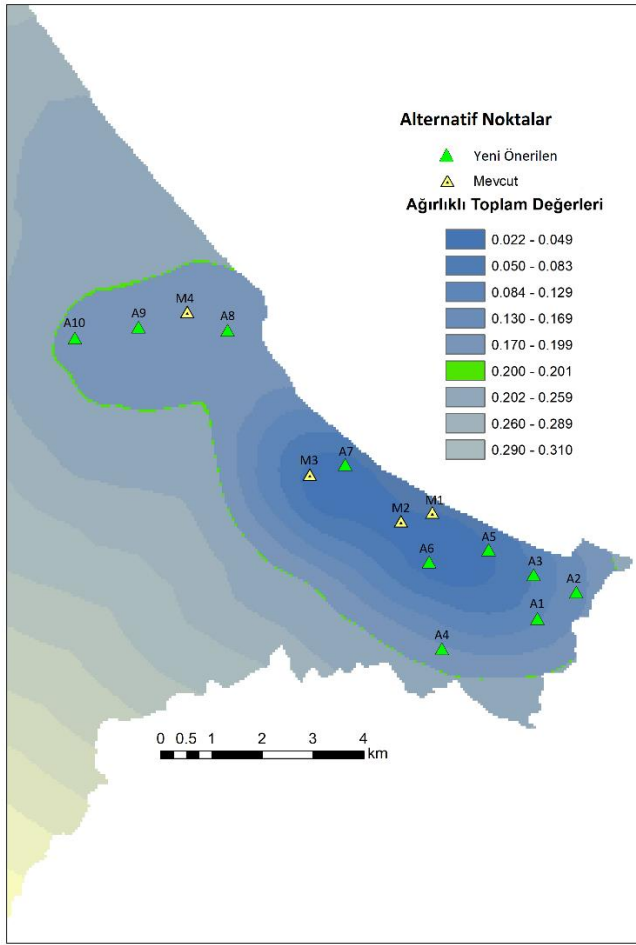 Alternatif Noktalar
Yeni Önerilen
Mevcut
Ağırlıklı Toplam Değerleri
0.022 - 0.049
0.050 - 0.083
0.084 - 0.129
0.130 - 0.169
0.170 - 0.199
0.200 - 0.201
0.202 - 0.259
0.260 - 0.289
0.290 - 0.310
M4
A10
A9
A8
M3
A7
M2
M1
A6
A5
A3
A2
A1
A4
0 0.5 1 2 3 4
km